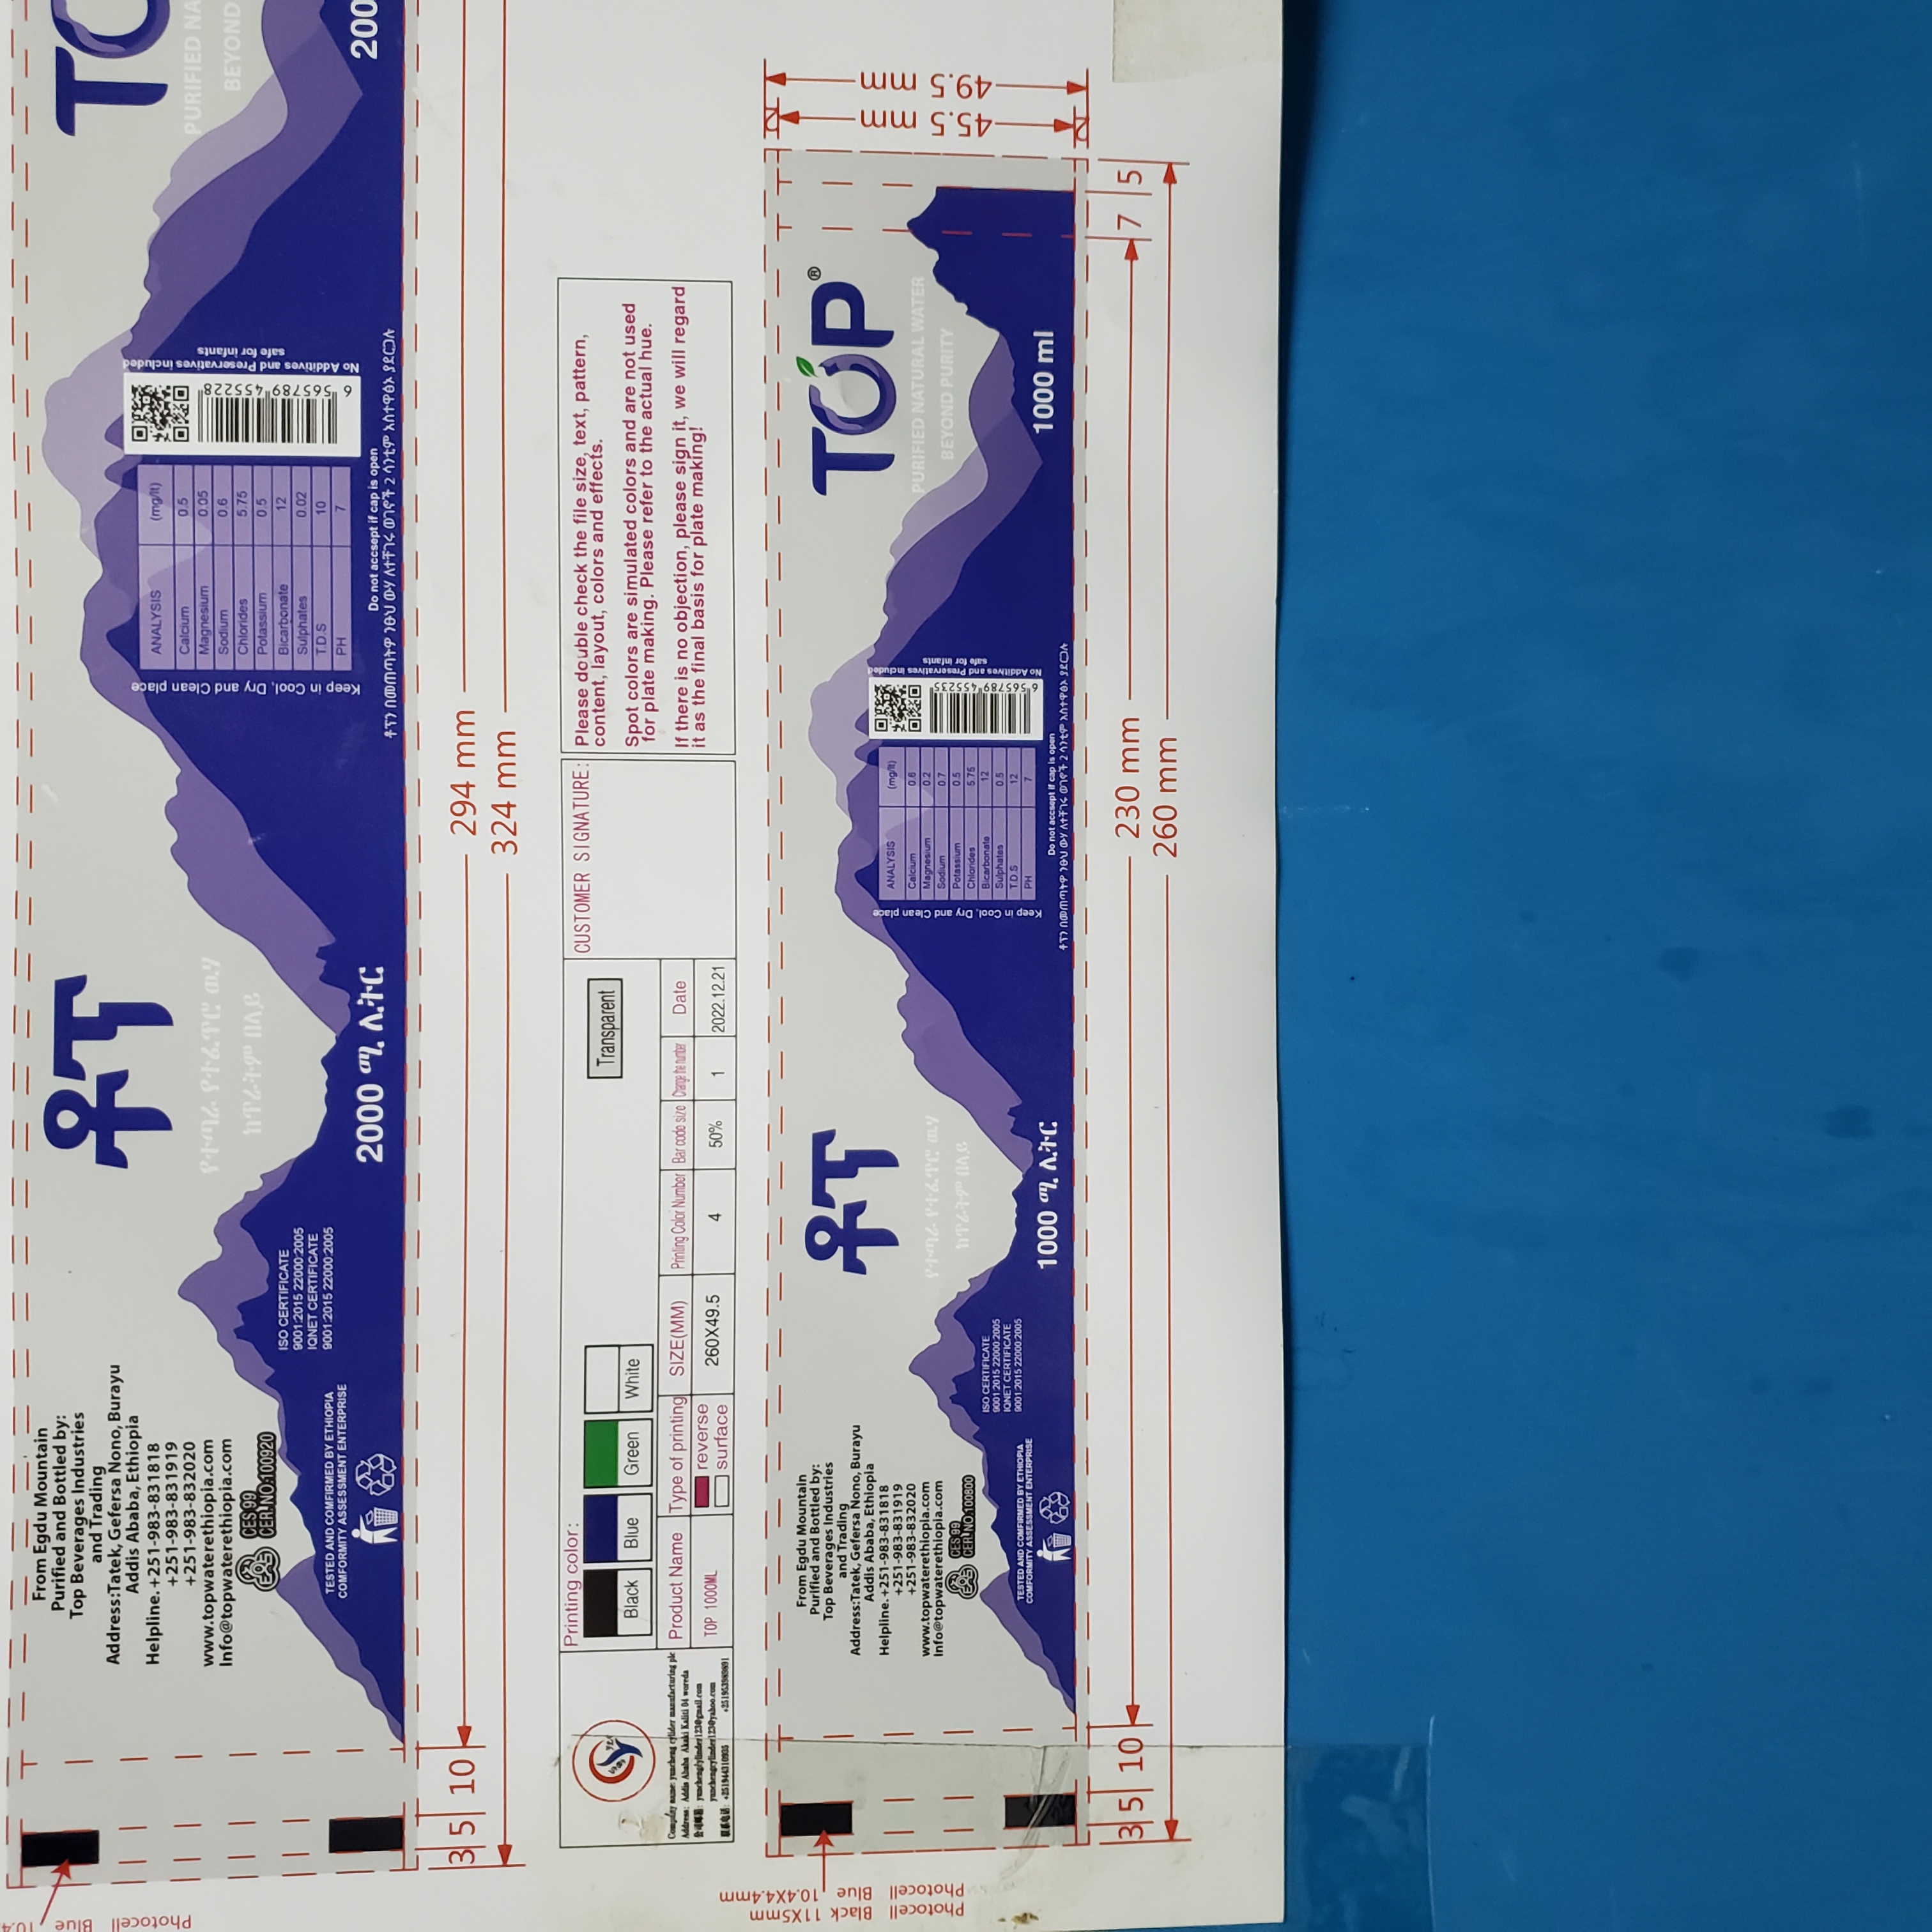 Photocell Blue
From Egdu Mountain
Purified and Bottled by:
Top Beverages Industries
and Trading
Address:Tatek, Gefersa Nono, Burayu
Addis Ababa, Ethiopia
Helpline.+251-983-831818
+251-983-831919
+251-983-832020
www.topwaterethiopia.com
Info@topwaterethiopia.com
CES 99
CER.NO:100920
TESTED AND COMFIRMED BY ETHIOPIA
COMFORMITY ASSESSMENT ENTERPRISE
ISO CERTIFICATE
9001:2015 22000:2005
IQNET CERTIFICATE
9001:2015 22000:2005
ቶፕ
የተጣራ የተፈጥሮ ዉሃ
ከጥራትም በላይ
2000 ሚ ሊትር
Keep in Cool, Dry and Clean place
ANALYSIS (mg/lt)
Calcium 0.5
Magnesium 0.05
Sodium 0.6
Chlorides 5.75
Potassium 0.5
Bicarbonate 12
Sulphates 0.02
T.D.S 10
PH 7
6 565789 455228
No Additives and Preservatives included
safe for infants
Do not accsept if cap is open
ቶፕን በመጠጣትዎ ንፁህ ውሃ ለተቸገሩ ወገኖች 2 ሳንቲም አስተዋፅኦ ያደርጋሉ
TO
PURIFIED NA
BEYOND
200
3 5 10 294 mm
324 mm
Printing color:
Black Blue Green White
Transparent
CUSTOMER SIGNATURE:
Please double check the file size, text, pattern,
content, layout, colors and effects.
Spot colors are simulated colors and are not used
for plate making. Please refer to the actual hue.
If there is no objection, please sign it, we will regard
it as the final basis for plate making!
Company name: yuncheng cylider manufacturing plc
Address: Addis Ababa Akaki Kaliti 04 woreda
公司邮箱: yunchengylinder123@gmail.com
yunchengcylinder123@yahoo.com
联系电话: +251944310935 +251953989891
Product Name Type of printing SIZE(MM) Printing Color Number Bar code size Change the number Date
TOP 1000ML reverse surface 260X49.5 4 50% 1 2022.12.21
Photocell Black 11X5mm
Photocell Blue 10.4X4.4mm
From Egdu Mountain
Purified and Bottled by:
Top Beverages Industries
and Trading
Address:Tatek, Gefersa Nono, Burayu
Addis Ababa, Ethiopia
Helpline.+251-983-831818
+251-983-831919
+251-983-832020
www.topwaterethiopia.com
Info@topwaterethiopia.com
CES 99
CER.NO:100800
TESTED AND COMFIRMED BY ETHIOPIA
COMFORMITY ASSESSMENT ENTERPRISE
ISO CERTIFICATE
9001:2015 22000:2005
IQNET CERTIFICATE
9001:2015 22000:2005
ቶፕ
የተጣራ የተፈጥሮ ዉሃ
ከጥራትም በላይ
1000 ሚ ሊትር
Keep in Cool, Dry and Clean place
ANALYSIS (mg/lt)
Calcium 0.6
Magnesium 0.2
Sodium 0.7
Potassium 0.5
Chlorides 5.75
Bicarbonate 12
Sulphates 0.5
T.D.S 12
PH 7
6 565789 455235
No Additives and Preservatives included
safe for infants
Do not accsept if cap is open
ቶፕን በመጠጣትዎ ንፁህ ውሃ ለተቸገሩ ወገኖች 2 ሳንቲም አስተዋፅኦ ያደርጋሉ
TOP®
PURIFIED NATURAL WATER
BEYOND PURITY
1000 ml
2 45.5 mm 2
49.5 mm
3 5 10 230 mm 7 5
260 mm